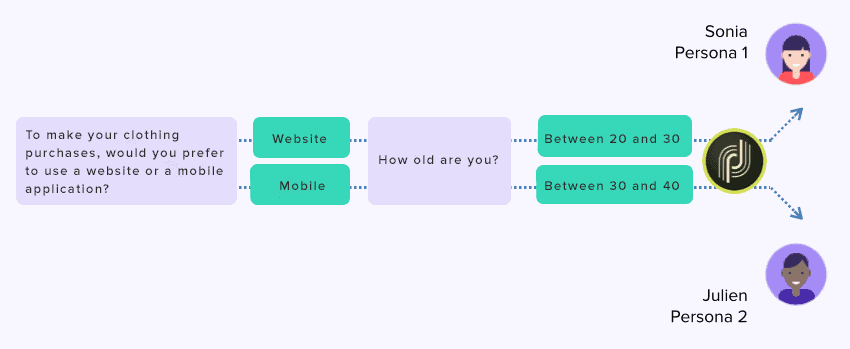 Sonia
Persona 1
To make your clothing
purchases, would you prefer
to use a website or a mobile
application?
Website
Mobile
How old are you?
Between 20 and 30
Between 30 and 40
Julien
Persona 2